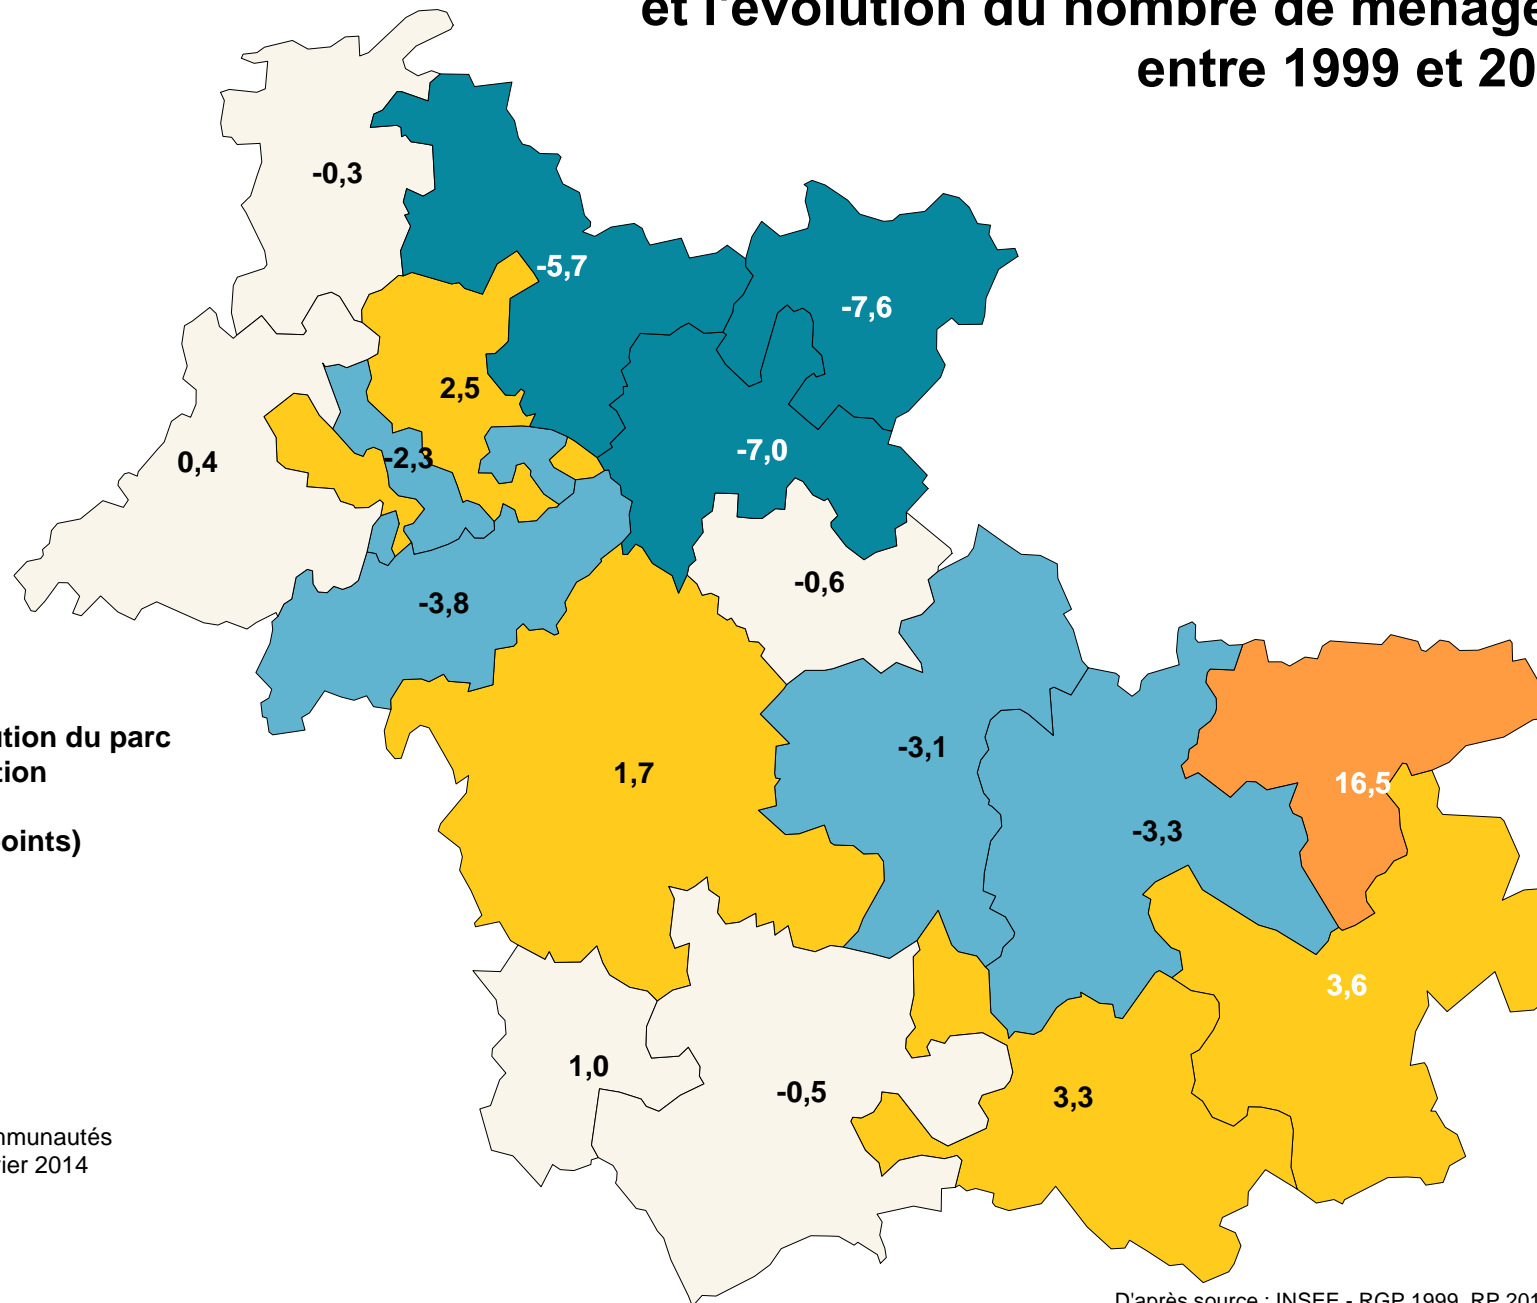 et l'évolution du nombre de ménage
entre 1999 et 20
-0,3
-5,7
-7,6
2,5
0,4
-2,3
-7,0
-0,6
-3,8
-3,1
1,7
16,5
-3,3
3,6
1,0
-0,5
3,3
tion du parc
tion
oints)
mmunautés
rier 2014
D'après source : INSEE - RGP 1999, RP 201